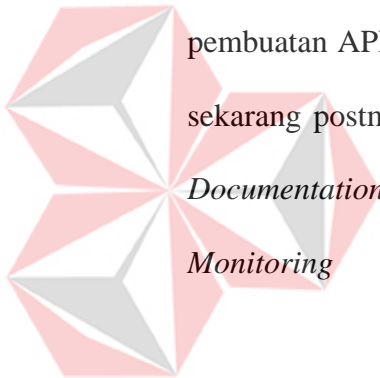 pembuatan API
sekarang postm
Documentation
Monitoring